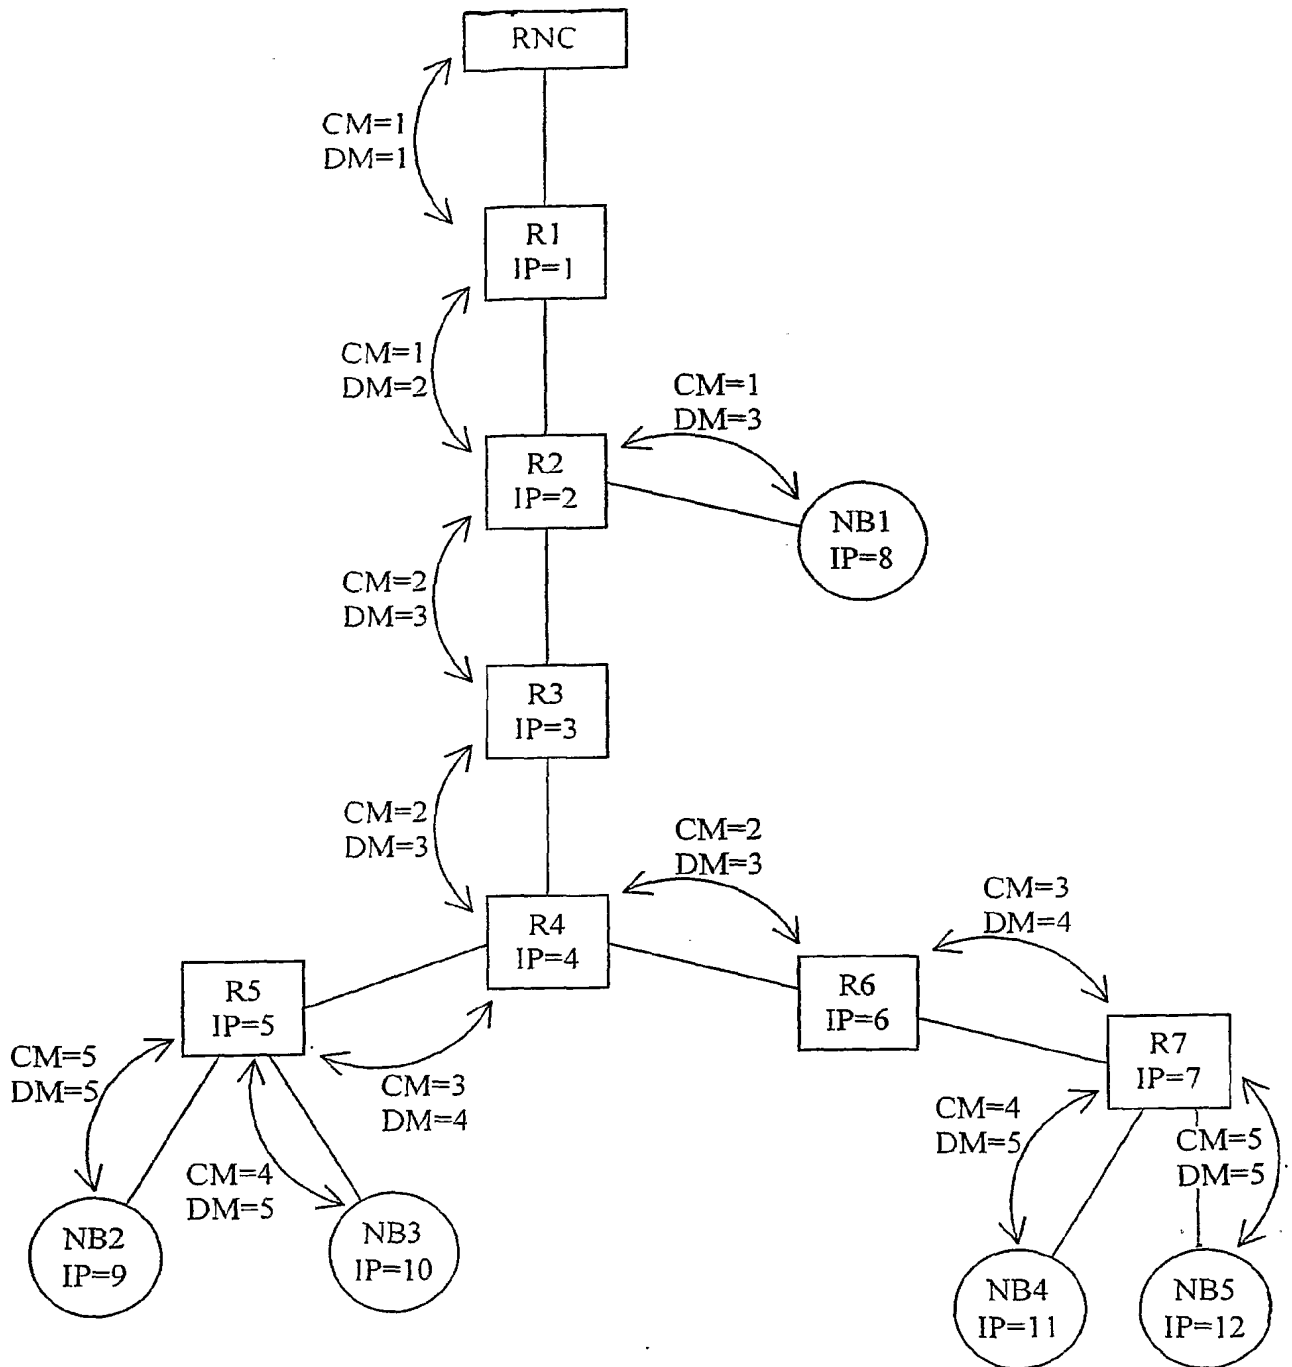 RNC
CM=1
DM=1
R1
IP=1
CM=1
DM=2
CM=1
DM=3
R2
IP=2
NB1
IP=8
CM=2
DM=3
R3
IP=3
CM=2
DM=3
CM=2
DM=3
CM=3
DM=4
R4
IP=4
R5
IP=5
R6
IP=6
R7
IP=7
CM=5
DM=5
CM=3
DM=4
CM=4
DM=5
CM=5
DM=5
CM=4
DM=5
NB2
IP=9
NB3
IP=10
NB4
IP=11
NB5
IP=12